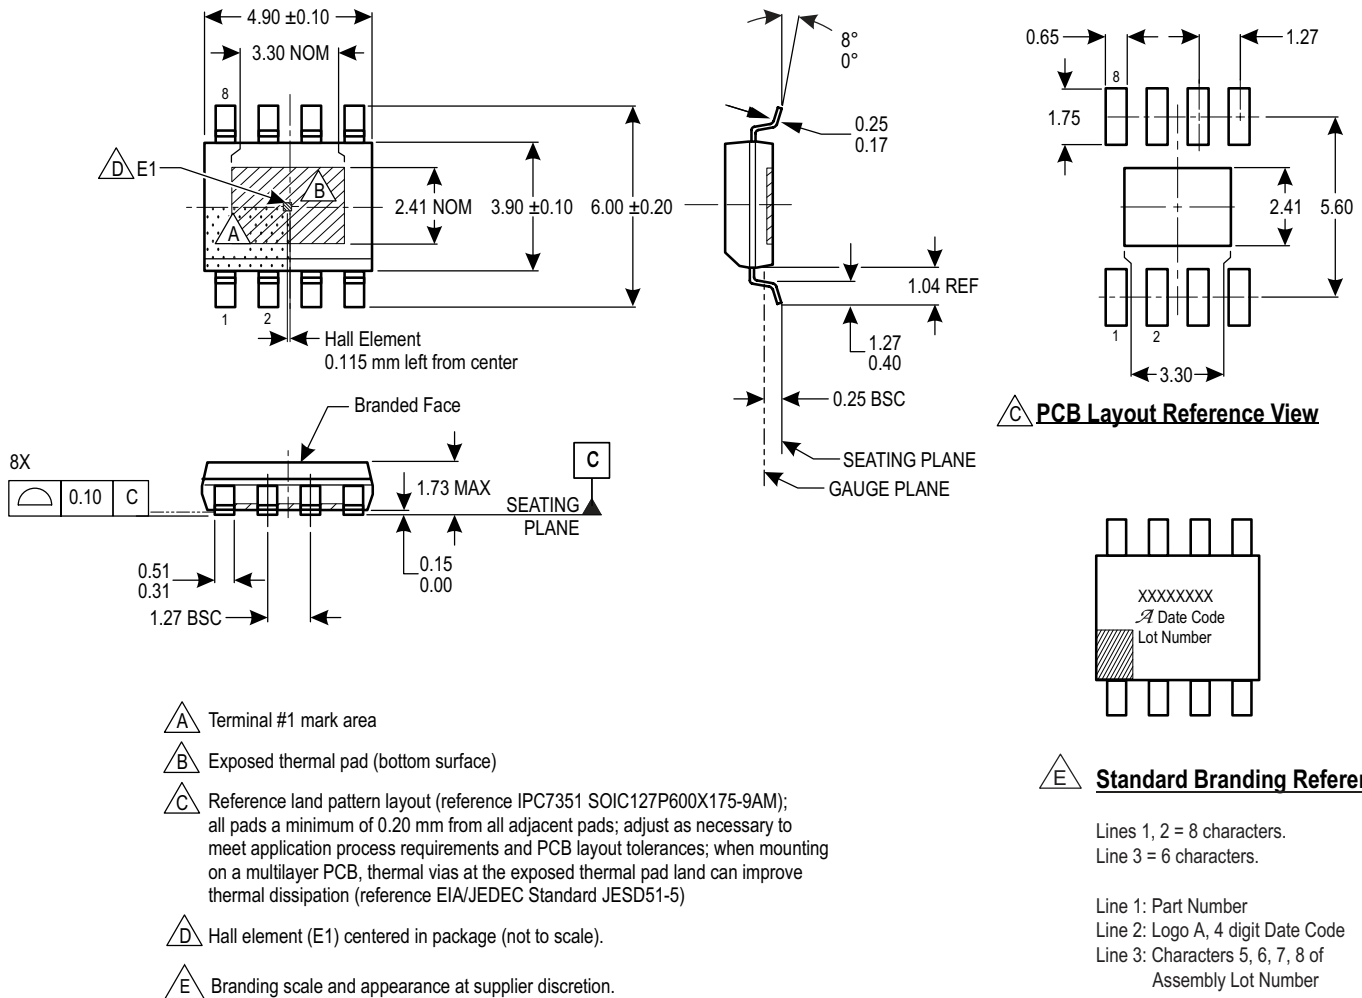 4.90 ±0.10
3.30 NOM
8
D E1
B
A
2.41 NOM
3.90 ±0.10
6.00 ±0.20
1 2
Hall Element
0.115 mm left from center
8°
0°
0.25
0.17
1.04 REF
1.27
0.40
0.25 BSC
SEATING PLANE
GAUGE PLANE
0.65
1.27
8
1.75
2.41
5.60
1 2
3.30
C PCB Layout Reference View
Branded Face
8X
0.10 C
1.73 MAX
C
SEATING
PLANE
0.51
0.31
0.15
0.00
1.27 BSC
XXXXXXXX
A Date Code
Lot Number
A Terminal #1 mark area
B Exposed thermal pad (bottom surface)
C Reference land pattern layout (reference IPC7351 SOIC127P600X175-9AM);
all pads a minimum of 0.20 mm from all adjacent pads; adjust as necessary to
meet application process requirements and PCB layout tolerances; when mounting
on a multilayer PCB, thermal vias at the exposed thermal pad land can improve
thermal dissipation (reference EIA/JEDEC Standard JESD51-5)
D Hall element (E1) centered in package (not to scale).
E Branding scale and appearance at supplier discretion.
E Standard Branding Refere
Lines 1, 2 = 8 characters.
Line 3 = 6 characters.
Line 1: Part Number
Line 2: Logo A, 4 digit Date Code
Line 3: Characters 5, 6, 7, 8 of
Assembly Lot Number